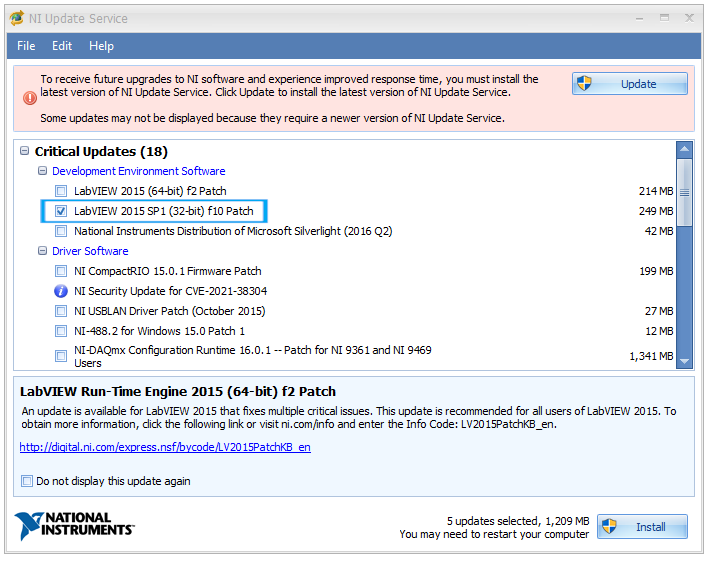 NI Update Service
File Edit Help
To receive future upgrades to NI software and experience improved response time, you must install the
latest version of NI Update Service. Click Update to install the latest version of NI Update Service.
Update
Some updates may not be displayed because they require a newer version of NI Update Service.
Critical Updates (18)
Development Environment Software
LabVIEW 2015 (64-bit) f2 Patch 214 MB
LabVIEW 2015 SP1 (32-bit) f10 Patch 249 MB
National Instruments Distribution of Microsoft Silverlight (2016 Q2) 42 MB
Driver Software
NI CompactRIO 15.0.1 Firmware Patch 199 MB
NI Security Update for CVE-2021-38304
NI USBLAN Driver Patch (October 2015) 27 MB
NI-488.2 for Windows 15.0 Patch 1 12 MB
NI-DAQmx Configuration Runtime 16.0.1 -- Patch for NI 9361 and NI 9469
Users 1,341 MB
LabVIEW Run-Time Engine 2015 (64-bit) f2 Patch
An update is available for LabVIEW 2015 that fixes multiple critical issues. This update is recommended for all users of LabVIEW 2015. To
obtain more information, click the following link or visit ni.com/info and enter the Info Code: LV2015PatchKB_en.
http://digital.ni.com/express.nsf/bycode/LV2015PatchKB_en
Do not display this update again
NATIONAL
INSTRUMENTS
5 updates selected, 1,209 MB
You may need to restart your computer
Install